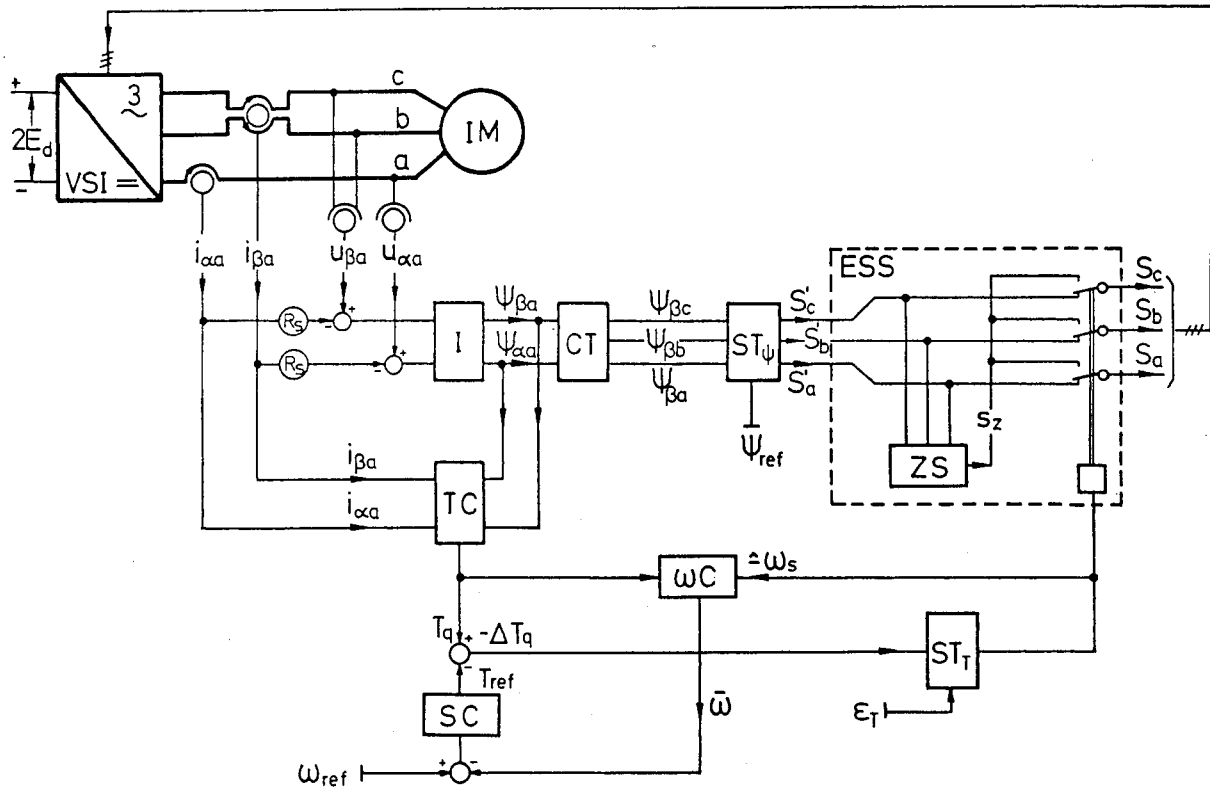 3
~
VSI =
+
2E_d
-
c
b
a
IM
i_αa
i_βa
u_βa
u_αa
R_S
- +
R_S
- +
I
Ψ_βa
Ψ_αa
CT
Ψ_βc
Ψ_βb
Ψ_βa
ST_Ψ
Ψ_ref
S'_c
S'_b
S'_a
ESS
ZS
s_z
S_c
S_b
S_a
i_βa
i_αa
TC
ωC
≙ω_s
T_q + -ΔT_q
-
T_ref
ST_T
ε_T
SC
ω̄
ω_ref + -